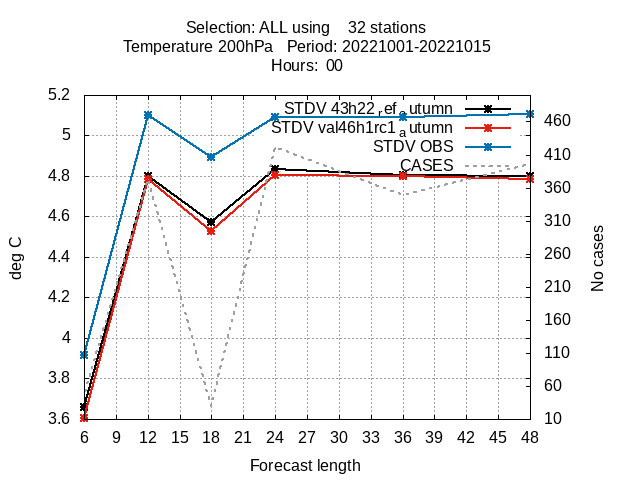 Selection: ALL using 32 stations
Temperature 200hPa Period: 20221001-20221015
Hours: 00
STDV 43h22refautumn
STDV val46h1rc1autumn
STDV OBS
CASES
5.2
5
4.8
4.6
4.4
4.2
4
3.8
3.6
460
410
360
310
260
210
160
110
60
10
deg C
No cases
6 9 12 15 18 21 24 27 30 33 36 39 42 45 48
Forecast length